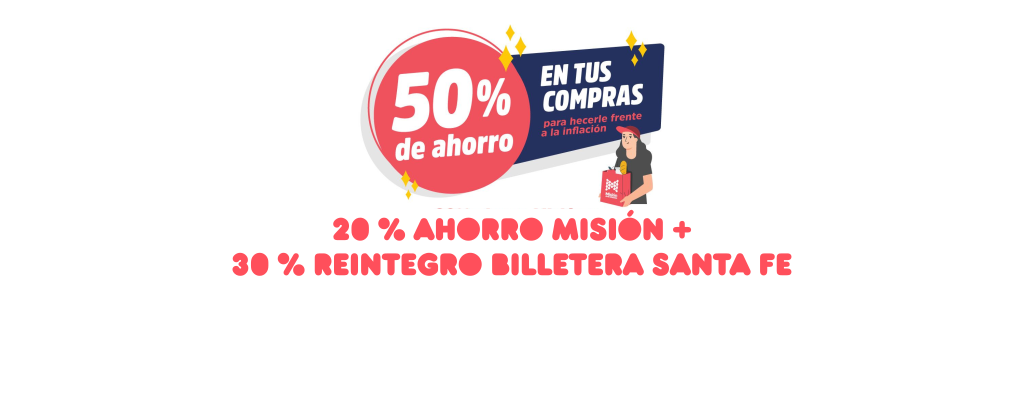 50%
de ahorro
EN TUS
COMPRAS
para hacerle frente
a la inflación
20 % AHORRO MISIÓN +
30 % REINTEGRO BILLETERA SANTA FE